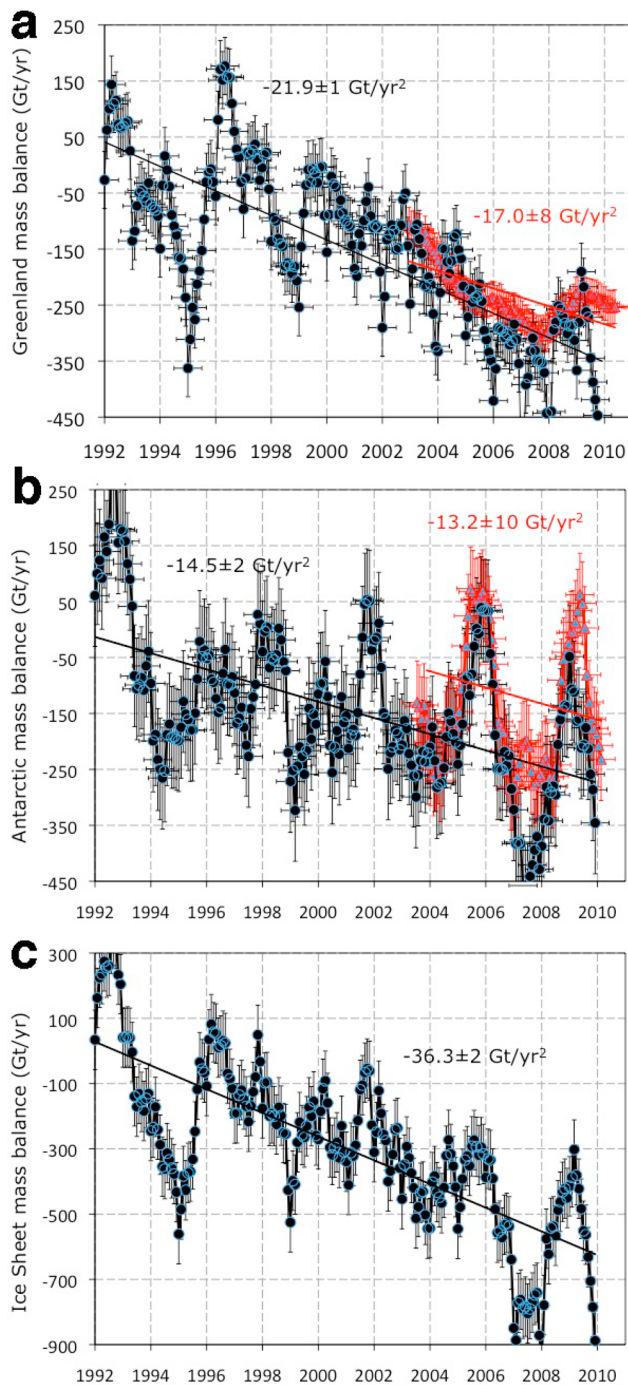 a
250
150
50
-50
-150
-250
-350
-450
Greenland mass balance (Gt/yr)
-21.9±1 Gt/yr²
-17.0±8 Gt/yr²
1992 1994 1996 1998 2000 2002 2004 2006 2008 2010
b
250
150
50
-50
-150
-250
-350
-450
Antarctic mass balance (Gt/yr)
-14.5±2 Gt/yr²
-13.2±10 Gt/yr²
1992 1994 1996 1998 2000 2002 2004 2006 2008 2010
c
300
100
-100
-300
-500
-700
-900
Ice Sheet mass balance (Gt/yr)
-36.3±2 Gt/yr²
1992 1994 1996 1998 2000 2002 2004 2006 2008 2010